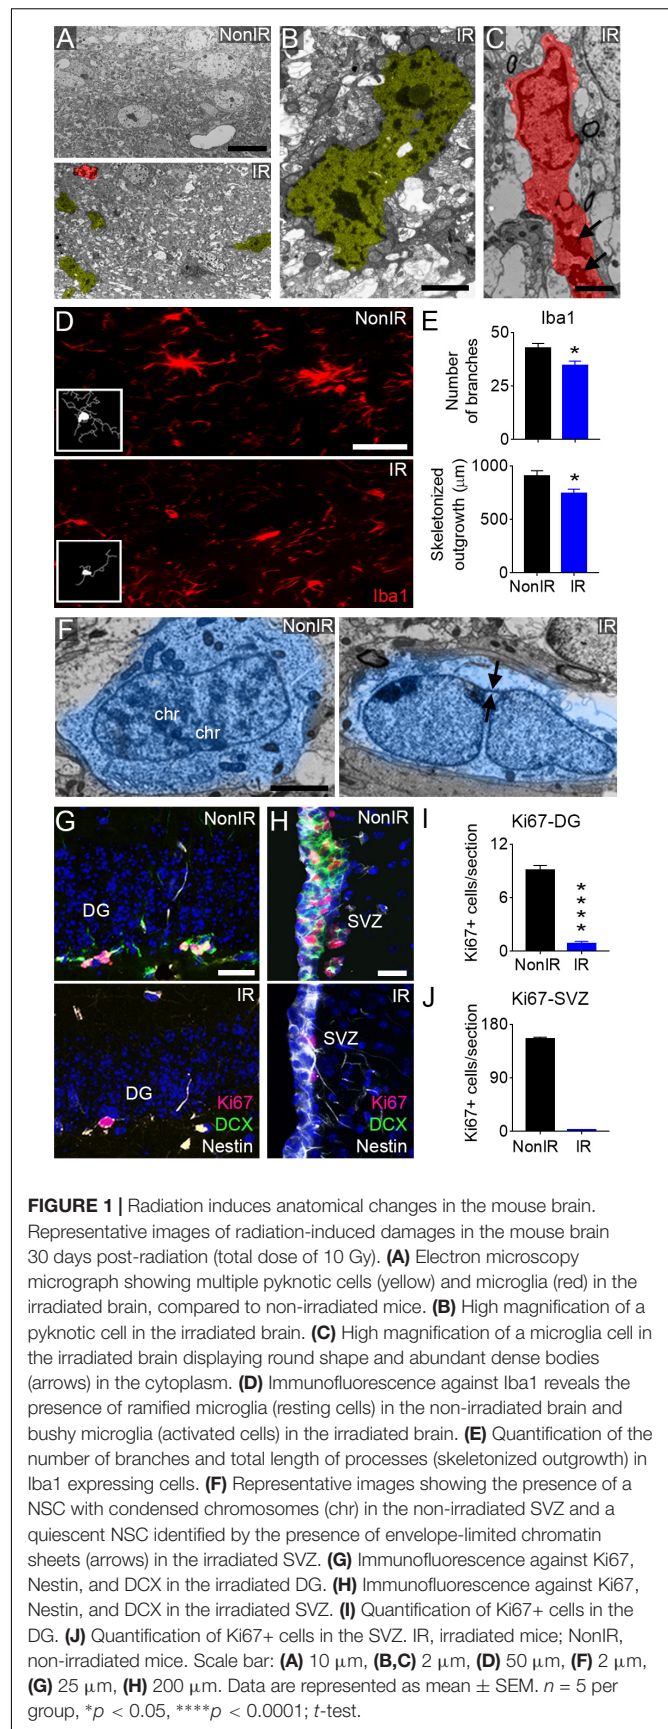 A
NonIR
B
IR
C
IR
IR
D
NonIR
E
Iba1
Number
of branches
50
25
0
*
IR
Iba1
Skeletonized
outgrowth (μm)
1000
500
0
*
NonIR
IR
F
NonIR
chr
chr
IR
G
NonIR
DG
H
NonIR
SVZ
I
Ki67-DG
Ki67+ cells/section
12
6
0
****
NonIR
IR
IR
DG
Ki67
DCX
Nestin
IR
SVZ
Ki67
DCX
Nestin
J
Ki67-SVZ
Ki67+ cells/section
180
90
0
NonIR
IR
FIGURE 1 | Radiation induces anatomical changes in the mouse brain.
Representative images of radiation-induced damages in the mouse brain
30 days post-radiation (total dose of 10 Gy). (A) Electron microscopy
micrograph showing multiple pyknotic cells (yellow) and microglia (red) in the
irradiated brain, compared to non-irradiated mice. (B) High magnification of a
pyknotic cell in the irradiated brain. (C) High magnification of a microglia cell in
the irradiated brain displaying round shape and abundant dense bodies
(arrows) in the cytoplasm. (D) Immunofluorescence against Iba1 reveals the
presence of ramified microglia (resting cells) in the non-irradiated brain and
bushy microglia (activated cells) in the irradiated brain. (E) Quantification of the
number of branches and total length of processes (skeletonized outgrowth) in
Iba1 expressing cells. (F) Representative images showing the presence of a
NSC with condensed chromosomes (chr) in the non-irradiated SVZ and a
quiescent NSC identified by the presence of envelope-limited chromatin
sheets (arrows) in the irradiated SVZ. (G) Immunofluorescence against Ki67,
Nestin, and DCX in the irradiated DG. (H) Immunofluorescence against Ki67,
Nestin, and DCX in the irradiated SVZ. (I) Quantification of Ki67+ cells in the
DG. (J) Quantification of Ki67+ cells in the SVZ. IR, irradiated mice; NonIR,
non-irradiated mice. Scale bar: (A) 10 μm, (B,C) 2 μm, (D) 50 μm, (F) 2 μm,
(G) 25 μm, (H) 200 μm. Data are represented as mean ± SEM. n = 5 per
group, *p < 0.05, ****p < 0.0001; t-test.